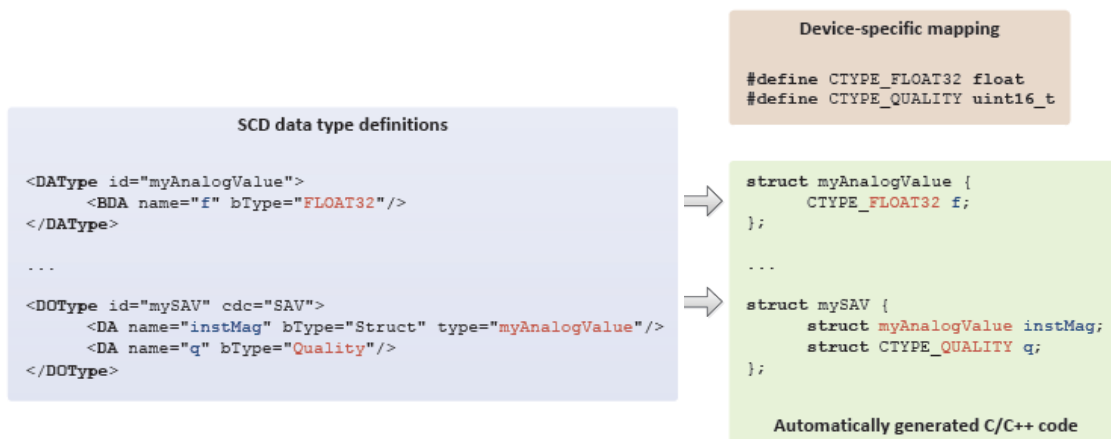 Device-specific mapping
#define CTYPE_FLOAT32 float
#define CTYPE_QUALITY uint16_t
SCD data type definitions
<DAType id="myAnalogValue">
<BDA name="f" bType="FLOAT32"/>
</DAType>
...
<DOType id="mySAV" cdc="SAV">
<DA name="instMag" bType="Struct" type="myAnalogValue"/>
<DA name="q" bType="Quality"/>
</DOType>
struct myAnalogValue {
CTYPE_FLOAT32 f;
};
...
struct mySAV {
struct myAnalogValue instMag;
struct CTYPE_QUALITY q;
};
Automatically generated C/C++ code